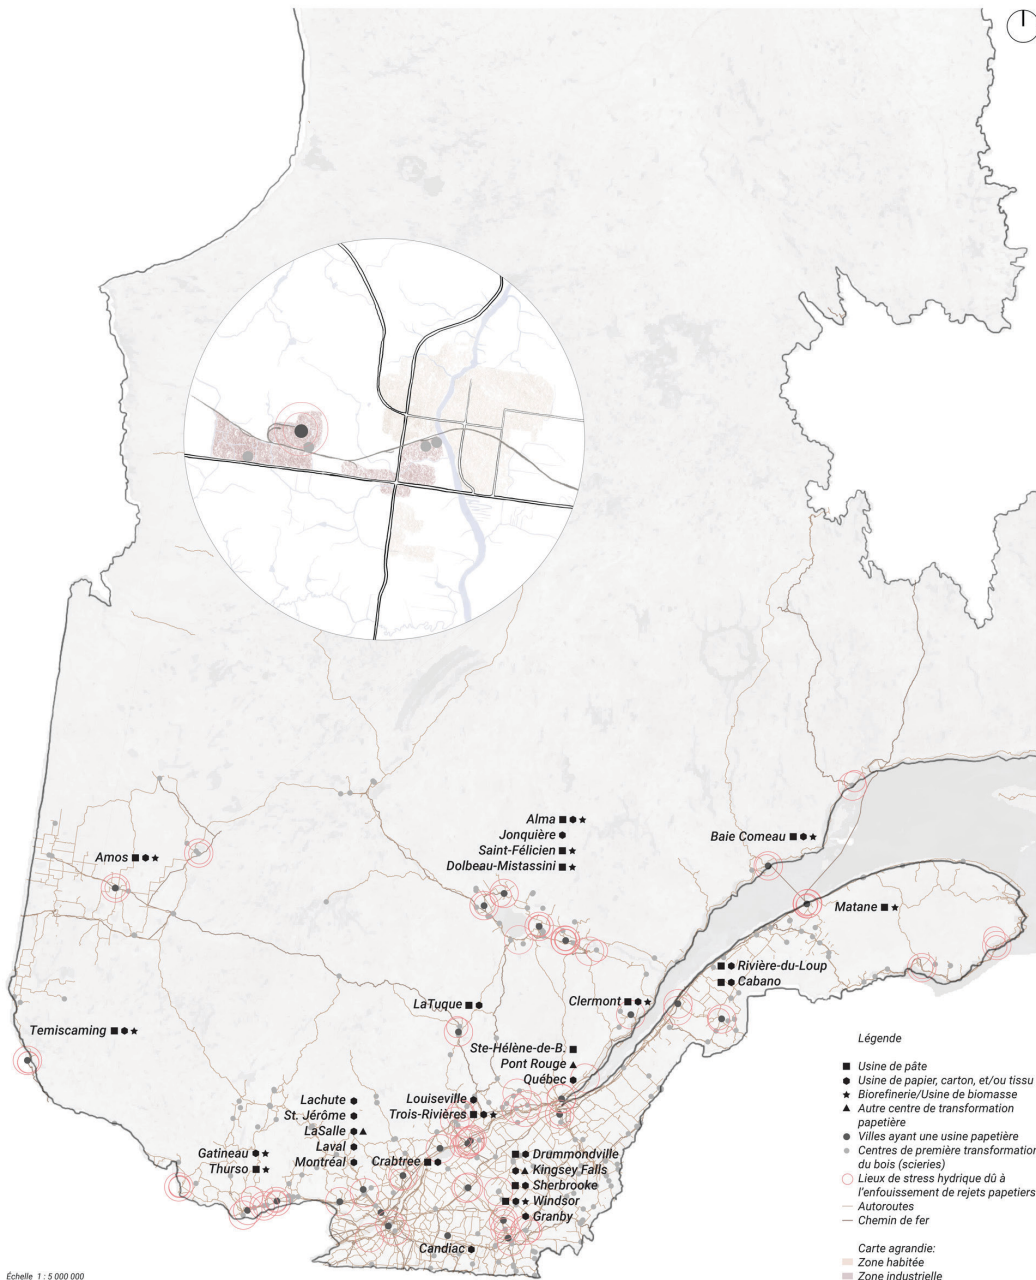 Alma
Jonquière
Saint-Félicien
Dolbeau-Mistassini
Baie Comeau
Amos
Matane
Rivière-du-Loup
Cabano
LaTuque
Clermont
Temiscaming
Ste-Hélène-de-B.
Pont Rouge
Québec
Lachute
St. Jérôme
LaSalle
Laval
Montréal
Louiseville
Trois-Rivières
Gatineau
Thurso
Crabtree
Drummondville
Kingsey Falls
Sherbrooke
Windsor
Granby
Candiac
Légende
Usine de pâte
Usine de papier, carton, et/ou tissu
Biorefinerie/Usine de biomasse
Autre centre de transformation
papetière
Villes ayant une usine papetière
Centres de première transformation
du bois (scieries)
Lieux de stress hydrique dû à
l'enfouissement de rejets papetiers
Autoroutes
Chemin de fer
Carte agrandie:
Zone habitée
Zone industrielle
Échelle 1 : 5 000 000